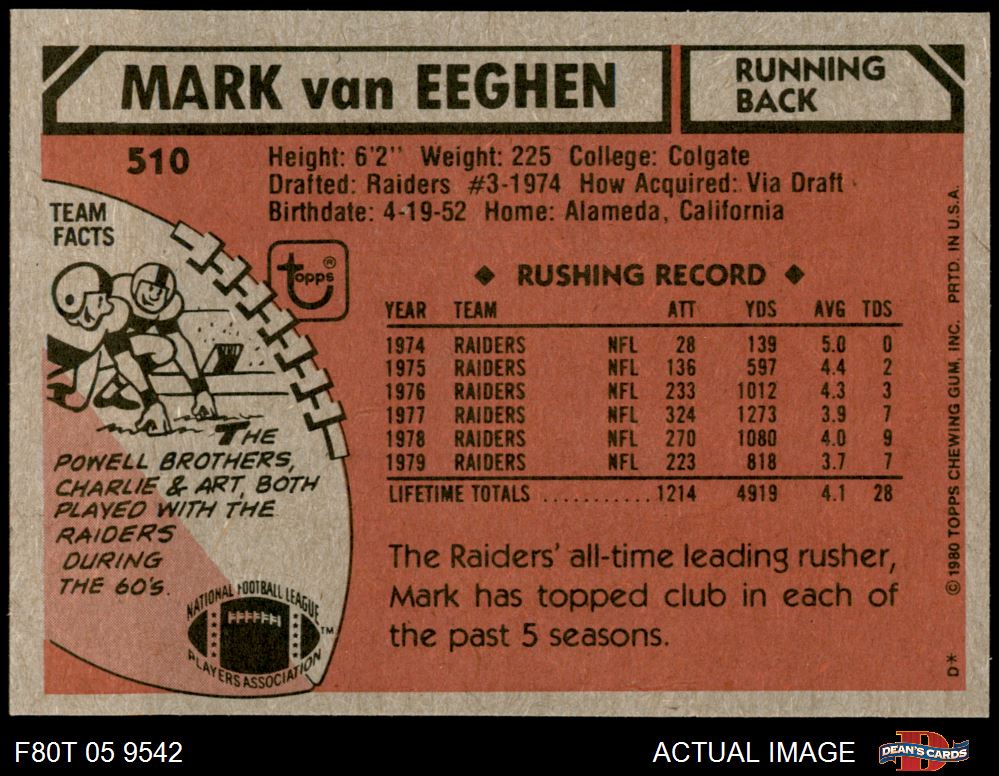 MARK van EEGHEN
RUNNING
BACK
510
Height: 6'2" Weight: 225 College: Colgate
Drafted: Raiders #3-1974 How Acquired: Via Draft
Birthdate: 4-19-52 Home: Alameda, California
TEAM
FACTS
topps®
THE
POWELL BROTHERS,
CHARLIE & ART, BOTH
PLAYED WITH THE
RAIDERS
DURING
THE 60'S.
NATIONAL FOOTBALL LEAGUE
PLAYERS ASSOCIATION
TM
◆ RUSHING RECORD ◆
YEAR TEAM ATT YDS AVG TDS
1974 RAIDERS NFL 28 139 5.0 0
1975 RAIDERS NFL 136 597 4.4 2
1976 RAIDERS NFL 233 1012 4.3 3
1977 RAIDERS NFL 324 1273 3.9 7
1978 RAIDERS NFL 270 1080 4.0 9
1979 RAIDERS NFL 223 818 3.7 7
LIFETIME TOTALS .......... 1214 4919 4.1 28
The Raiders' all-time leading rusher,
Mark has topped club in each of
the past 5 seasons.
D* © 1980 TOPPS CHEWING GUM, INC. PRTD. IN U.S.A.
F80T 05 9542
ACTUAL IMAGE
DEAN'S CARDS